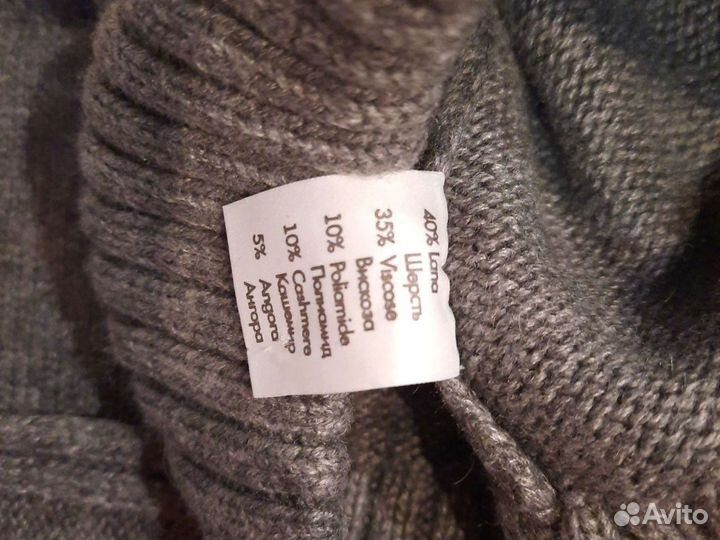 40% Lana
Шерсть
35% Viscose
Вискоза
10% Poliamide
Полиамид
10% Cashmere
Кашемир
5% Angora
Ангора
Avito